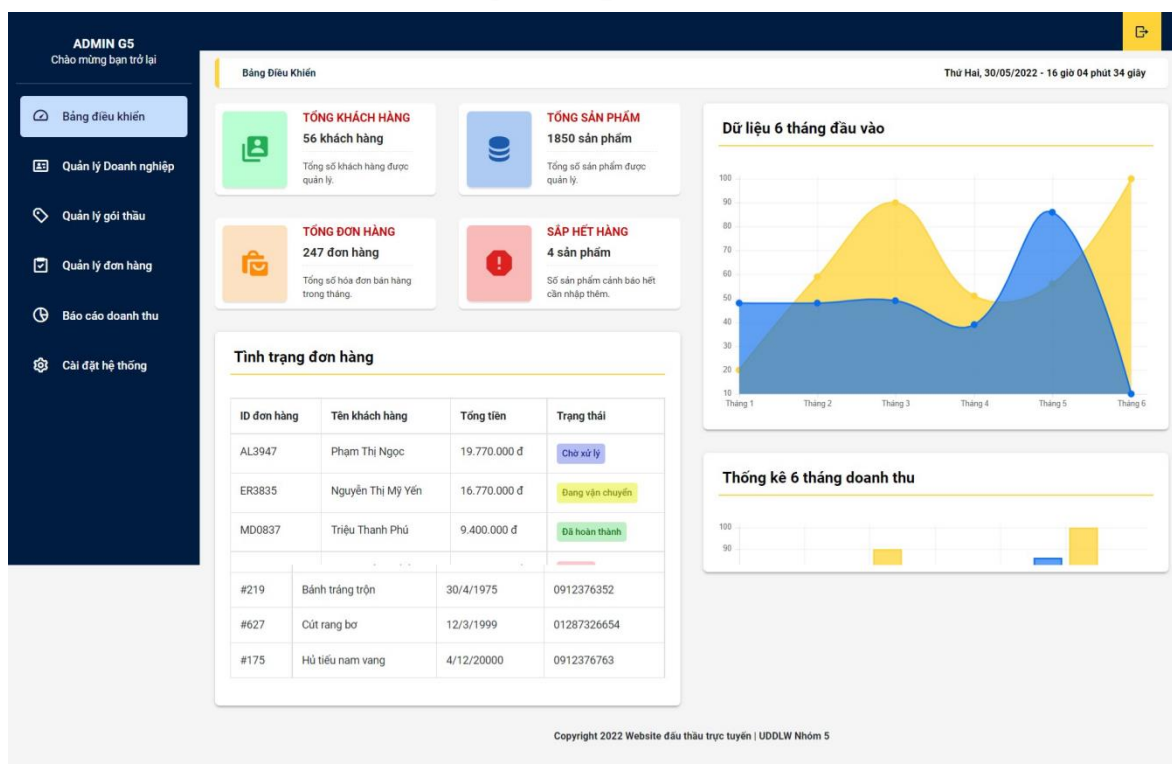 ADMIN G5
Chào mừng bạn trở lại
Bảng điều khiển
Quản lý Doanh nghiệp
Quản lý gói thầu
Quản lý đơn hàng
Báo cáo doanh thu
Cài đặt hệ thống
Bảng Điều Khiển
Thứ Hai, 30/05/2022 - 16 giờ 04 phút 34 giây
TỔNG KHÁCH HÀNG
56 khách hàng
Tổng số khách hàng được
quản lý.
TỔNG SẢN PHẨM
1850 sản phẩm
Tổng số sản phẩm được
quản lý.
TỔNG ĐƠN HÀNG
247 đơn hàng
Tổng số hóa đơn bán hàng
trong tháng.
SẮP HẾT HÀNG
4 sản phẩm
Số sản phẩm cảnh báo hết
cần nhập thêm.
Tình trạng đơn hàng
ID đơn hàng Tên khách hàng Tổng tiền Trạng thái
AL3947 Phạm Thị Ngọc 19.770.000 đ Chờ xử lý
ER3835 Nguyễn Thị Mỹ Yến 16.770.000 đ Đang vận chuyển
MD0837 Triệu Thanh Phú 9.400.000 đ Đã hoàn thành
#219 Bánh tráng trộn 30/4/1975 0912376352
#627 Cút rang bơ 12/3/1999 01287326654
#175 Hủ tiếu nam vang 4/12/20000 0912376763
Dữ liệu 6 tháng đầu vào
100
90
80
70
60
50
40
30
20
10
Tháng 1 Tháng 2 Tháng 3 Tháng 4 Tháng 5 Tháng 6
Thống kê 6 tháng doanh thu
100
90
Copyright 2022 Website đấu thầu trực tuyến | UDDLW Nhóm 5